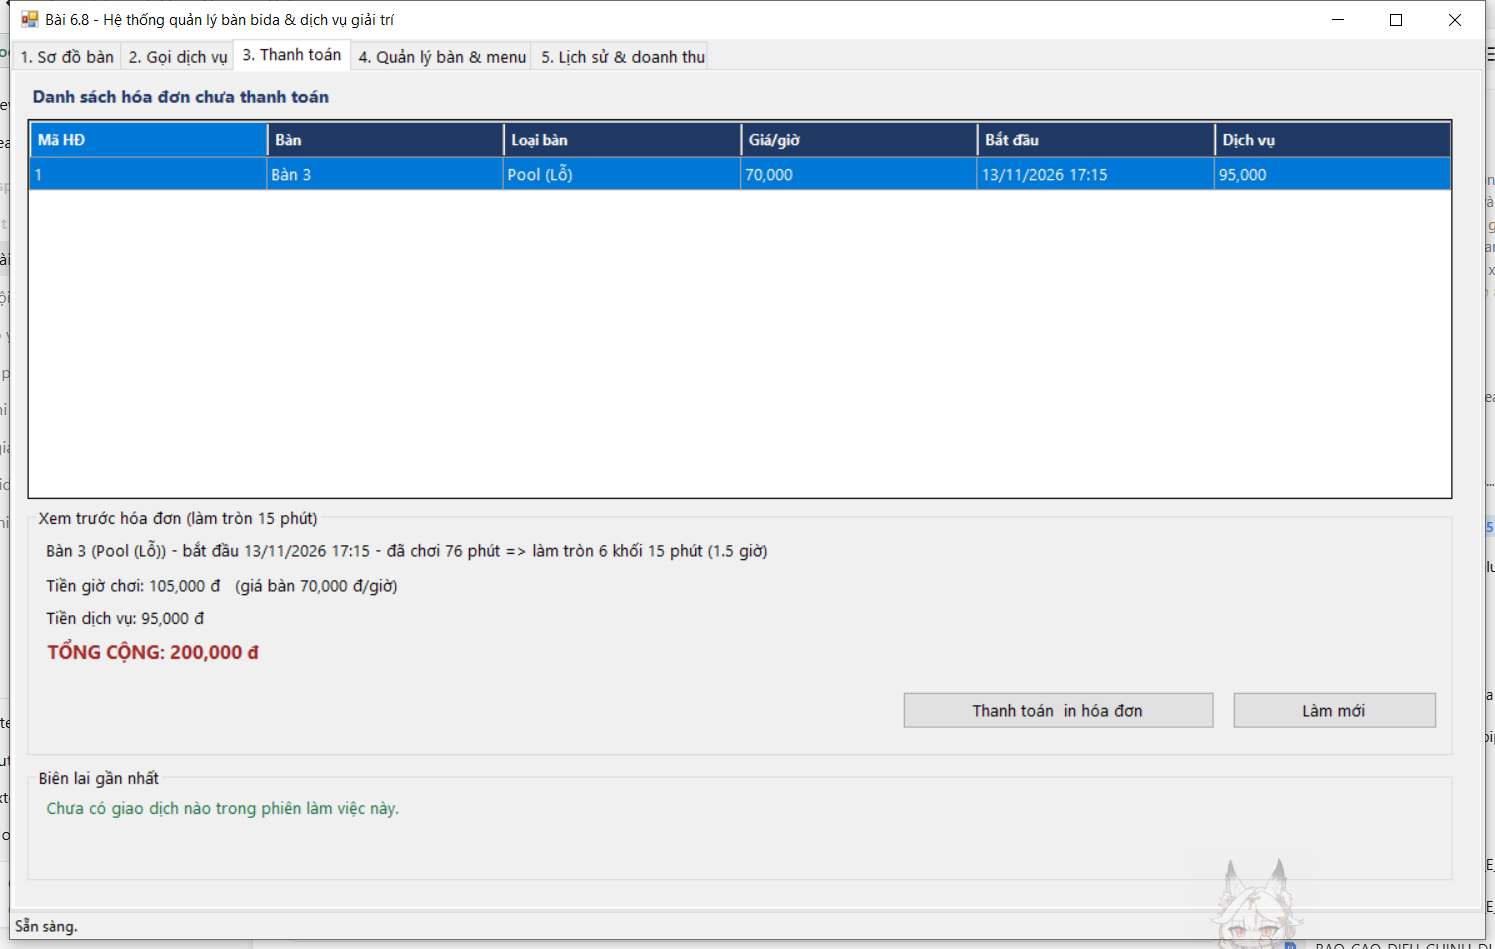 Bài 6.8 - Hệ thống quản lý bàn bida & dịch vụ giải trí
1. Sơ đồ bàn 2. Gọi dịch vụ 3. Thanh toán 4. Quản lý bàn & menu 5. Lịch sử & doanh thu
Danh sách hóa đơn chưa thanh toán
Mã HĐ Bàn Loại bàn Giá/giờ Bắt đầu Dịch vụ
1 Bàn 3 Pool (Lỗ) 70,000 13/11/2026 17:15 95,000
Xem trước hóa đơn (làm tròn 15 phút)
Bàn 3 (Pool (Lỗ)) - bắt đầu 13/11/2026 17:15 - đã chơi 76 phút => làm tròn 6 khối 15 phút (1.5 giờ)
Tiền giờ chơi: 105,000 đ (giá bàn 70,000 đ/giờ)
Tiền dịch vụ: 95,000 đ
TỔNG CỘNG: 200,000 đ
Thanh toán in hóa đơn Làm mới
Biên lai gần nhất
Chưa có giao dịch nào trong phiên làm việc này.
Sẵn sàng.